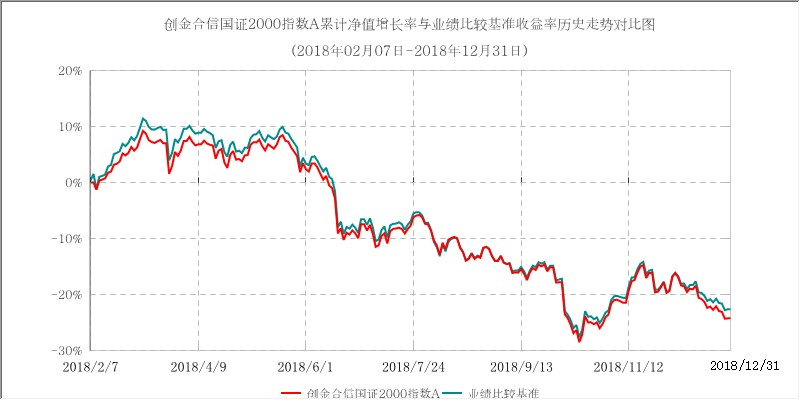 创金合信国证2000指数A累计净值增长率与业绩比较基准收益率历史走势对比图
(2018年02月07日-2018年12月31日)
20%
10%
0%
-10%
-20%
-30%
2018/2/7 2018/4/9 2018/6/1 2018/7/24 2018/9/13 2018/11/12 2018/12/31
创金合信国证2000指数A 业绩比较基准